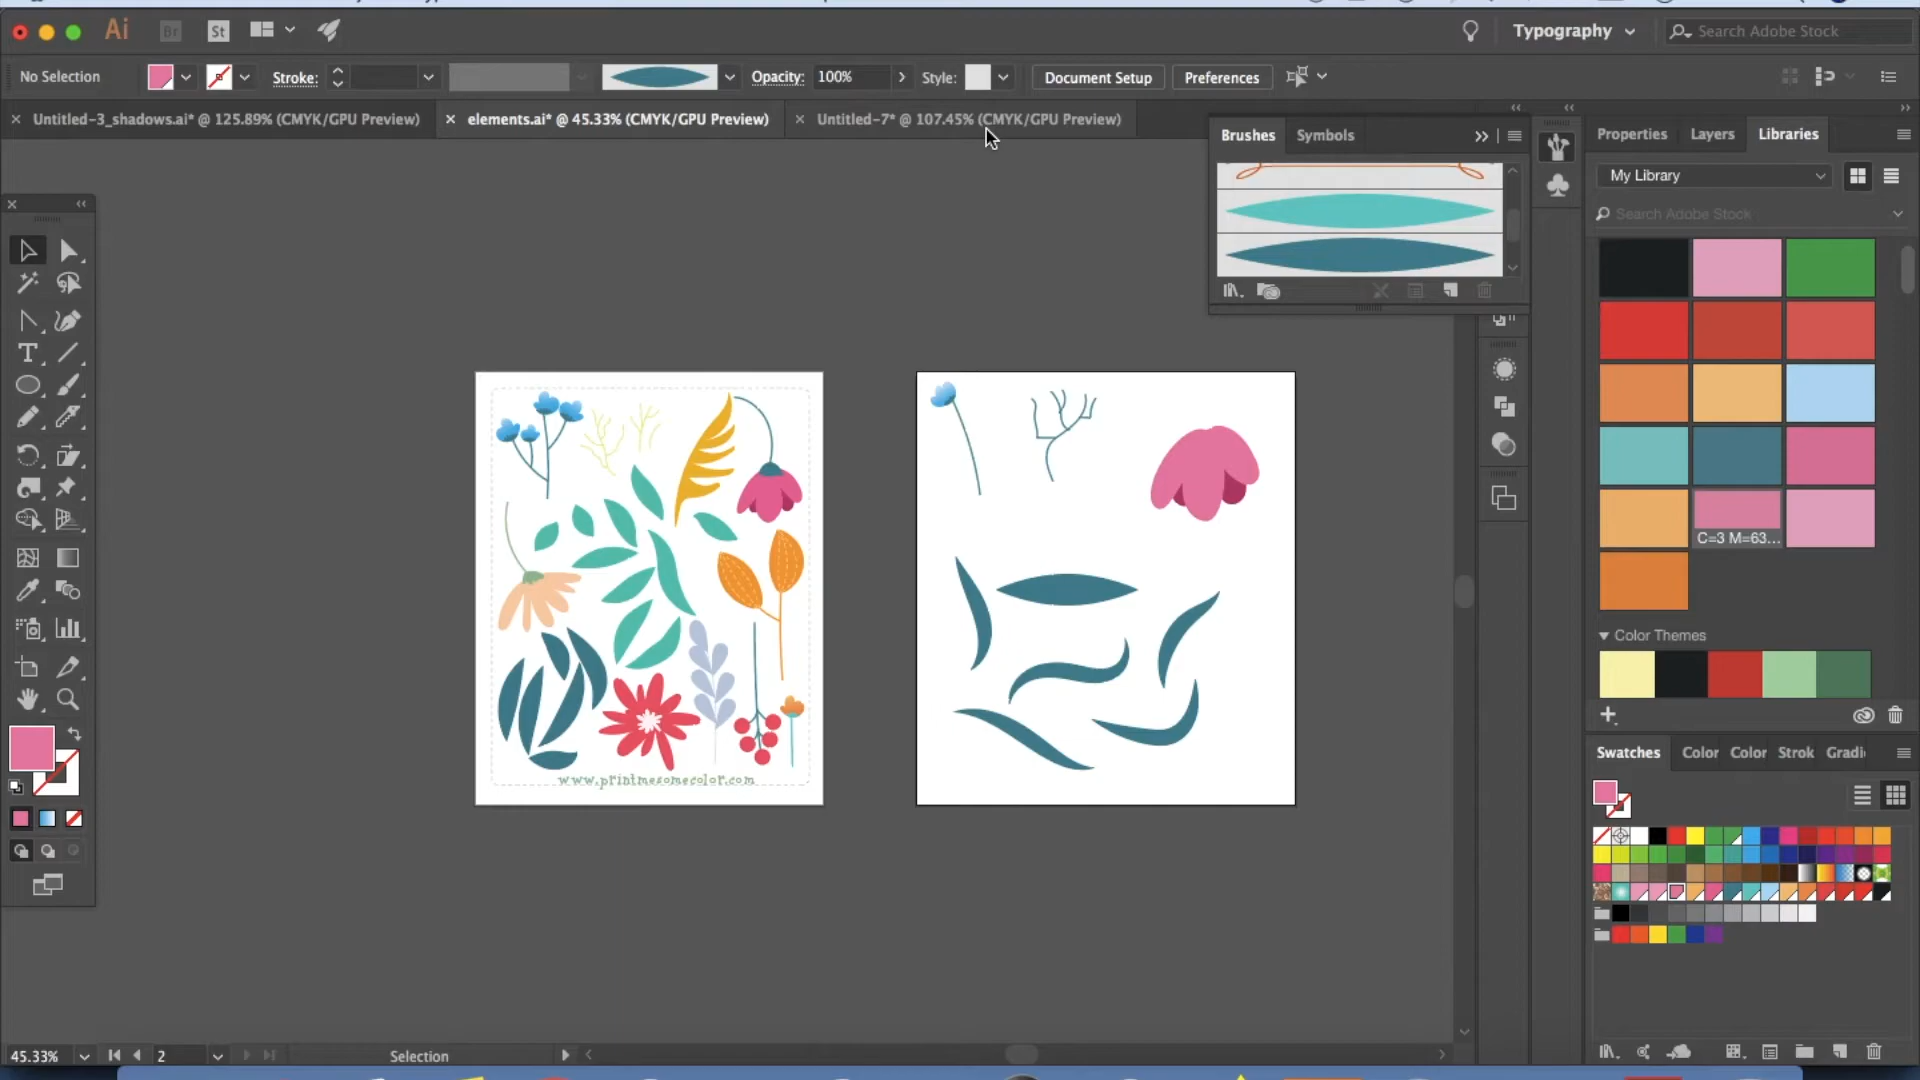 Ai Br St Typography Search Adobe Stock
No Selection Stroke: Opacity: 100% Style: Document Setup Preferences
× Untitled-3_shadows.ai* @ 125.89% (CMYK/GPU Preview) × elements.ai* @ 45.33% (CMYK/GPU Preview) × Untitled-7* @ 107.45% (CMYK/GPU Preview)
Brushes Symbols
Properties Layers Libraries
My Library
Search Adobe Stock
C=3 M=63...
Color Themes
Swatches Color Color Strok Gradi
www.printmesomecolor.com
45.33% 2 Selection